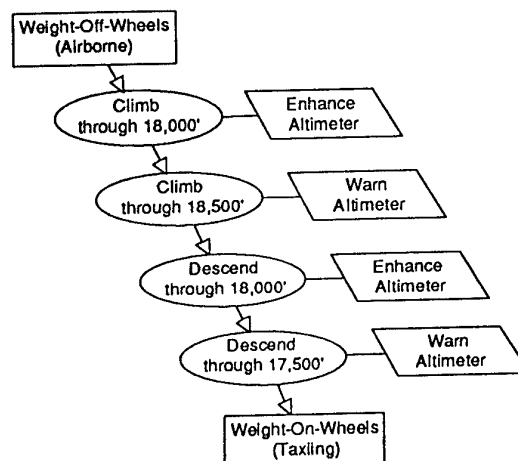 Weight-Off-Wheels
(Airborne)
Climb
through 18,000'
Enhance
Altimeter
Climb
through 18,500'
Warn
Altimeter
Descend
through 18,000'
Enhance
Altimeter
Descend
through 17,500'
Warn
Altimeter
Weight-On-Wheels
(Taxiing)